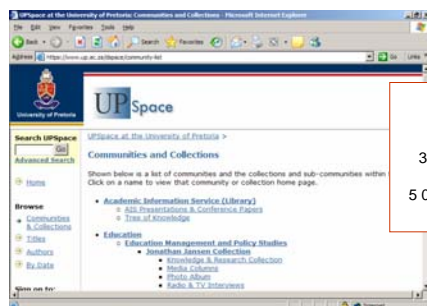 UPSpace at the University of Pretoria: Communities and Collections - Microsoft Internet Explorer
File Edit View Favorites Tools Help
Back Search Favorites
Address https://www.up.ac.za/dspace/community-list Go Links
University of Pretoria
UP Space
Search UPSpace
Go
Advanced Search
Home
Browse
Communities & Collections
Titles
Authors
By Date
Sign on to:
UPSpace at the University of Pretoria >
Communities and Collections
Shown below is a list of communities and the collections and sub-communities within
Click on a name to view that community or collection home page.
Academic Information Service (Library)
AIS Presentations & Conference Papers
Tree of Knowledge
Education
Education Management and Policy Studies
Jonathan Jansen Collection
Knowledge & Research Collection
Media Columns
Photo Album
Radio & TV Interviews
3
5 0
Internet